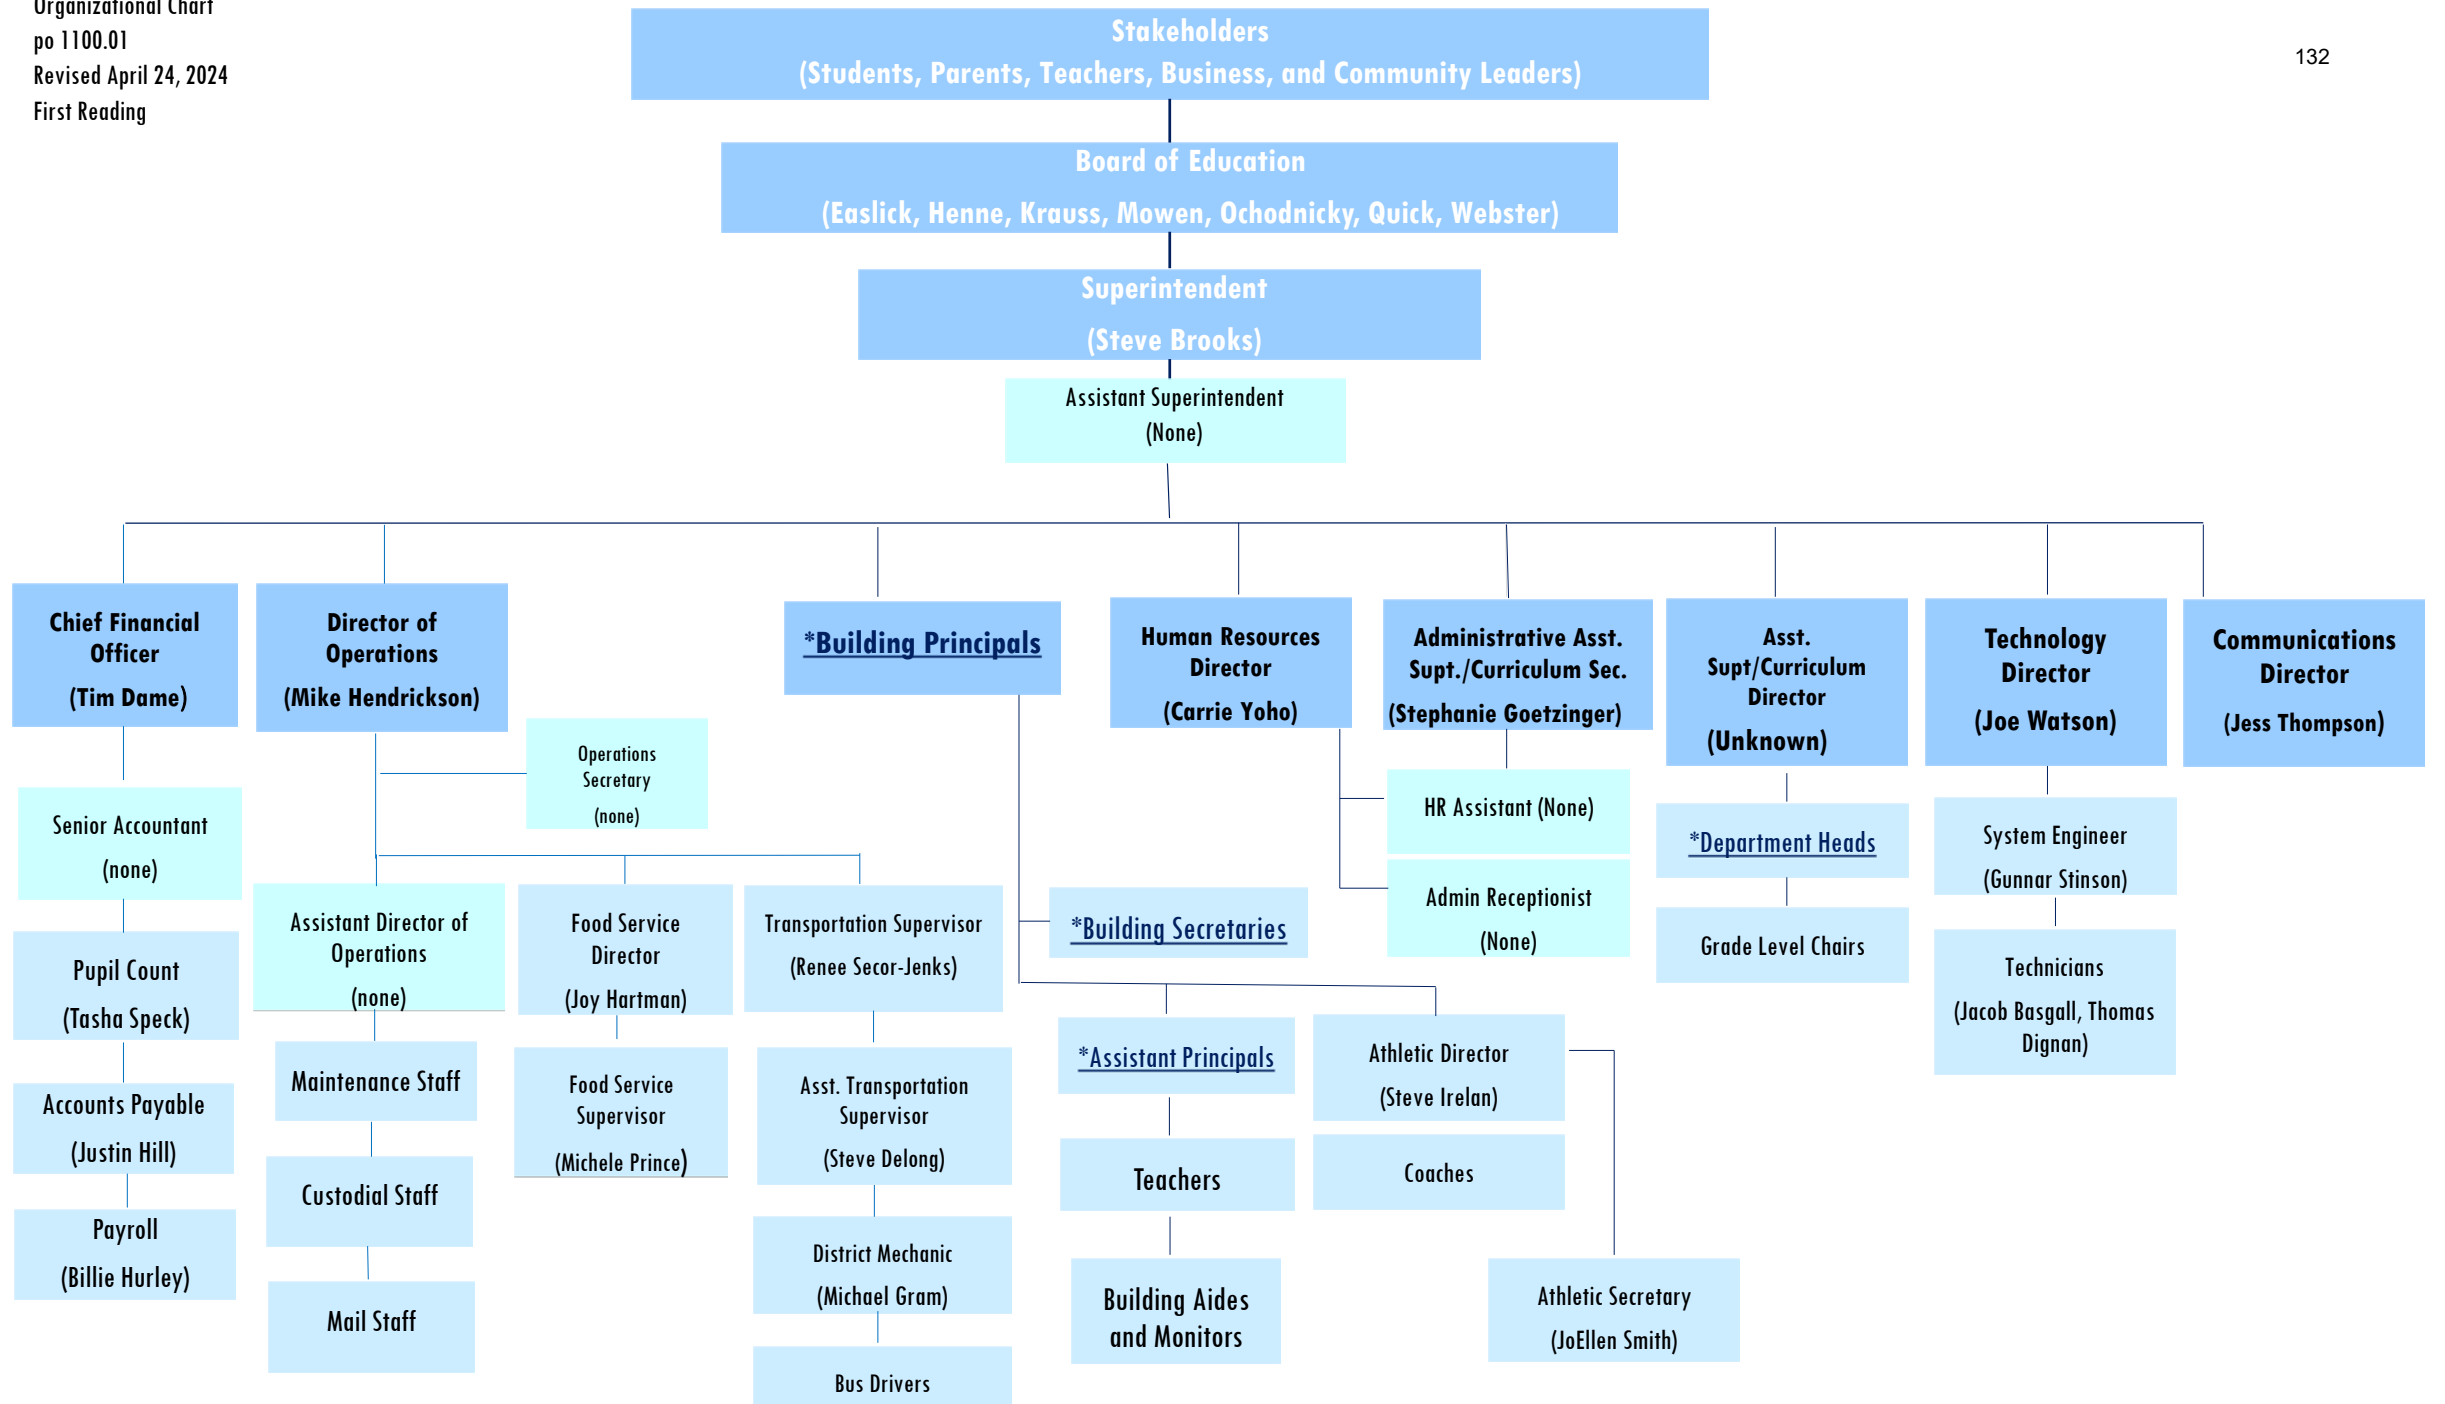 Organizational Chart
po 1100.01
Revised April 24, 2024
First Reading
132
Stakeholders
(Students, Parents, Teachers, Business, and Community Leaders)
Board of Education
(Easlick, Henne, Krauss, Mowen, Ochodnicky, Quick, Webster)
Superintendent
(Steve Brooks)
Assistant Superintendent
(None)
Chief Financial
Officer
(Tim Dame)
Director of
Operations
(Mike Hendrickson)
*Building Principals
Human Resources
Director
(Carrie Yoho)
Administrative Asst.
Supt./Curriculum Sec.
(Stephanie Goetzinger)
Asst.
Supt/Curriculum
Director
(Unknown)
Technology
Director
(Joe Watson)
Communications
Director
(Jess Thompson)
Operations
Secretary
(none)
Senior Accountant
(none)
HR Assistant (None)
*Department Heads
System Engineer
(Gunnar Stinson)
Admin Receptionist
(None)
Assistant Director of
Operations
(none)
Food Service
Director
(Joy Hartman)
Transportation Supervisor
(Renee Secor-Jenks)
*Building Secretaries
Grade Level Chairs
Pupil Count
(Tasha Speck)
Technicians
(Jacob Basgall, Thomas
Dignan)
Maintenance Staff
Food Service
Supervisor
(Michele Prince)
Asst. Transportation
Supervisor
(Steve Delong)
*Assistant Principals
Athletic Director
(Steve Irelan)
Accounts Payable
(Justin Hill)
Custodial Staff
Teachers
Coaches
Payroll
(Billie Hurley)
Mail Staff
District Mechanic
(Michael Gram)
Building Aides
and Monitors
Athletic Secretary
(JoEllen Smith)
Bus Drivers